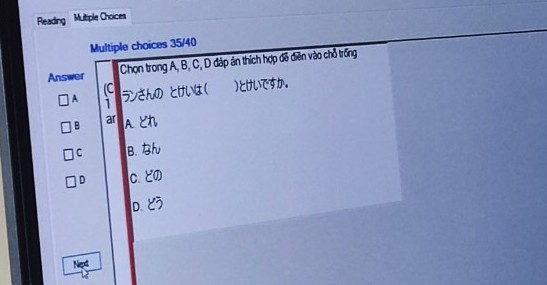 Reading
Multiple Choices
Multiple choices 35/40
Answer
A
B
C
D
Next
(C
1
ar
Chọn trong A, B, C, D đáp án thích hợp để điền vào chỗ trống
ランさんの とけいは( )とけいですか。
A. どれ
B. なん
C. どの
D. どう